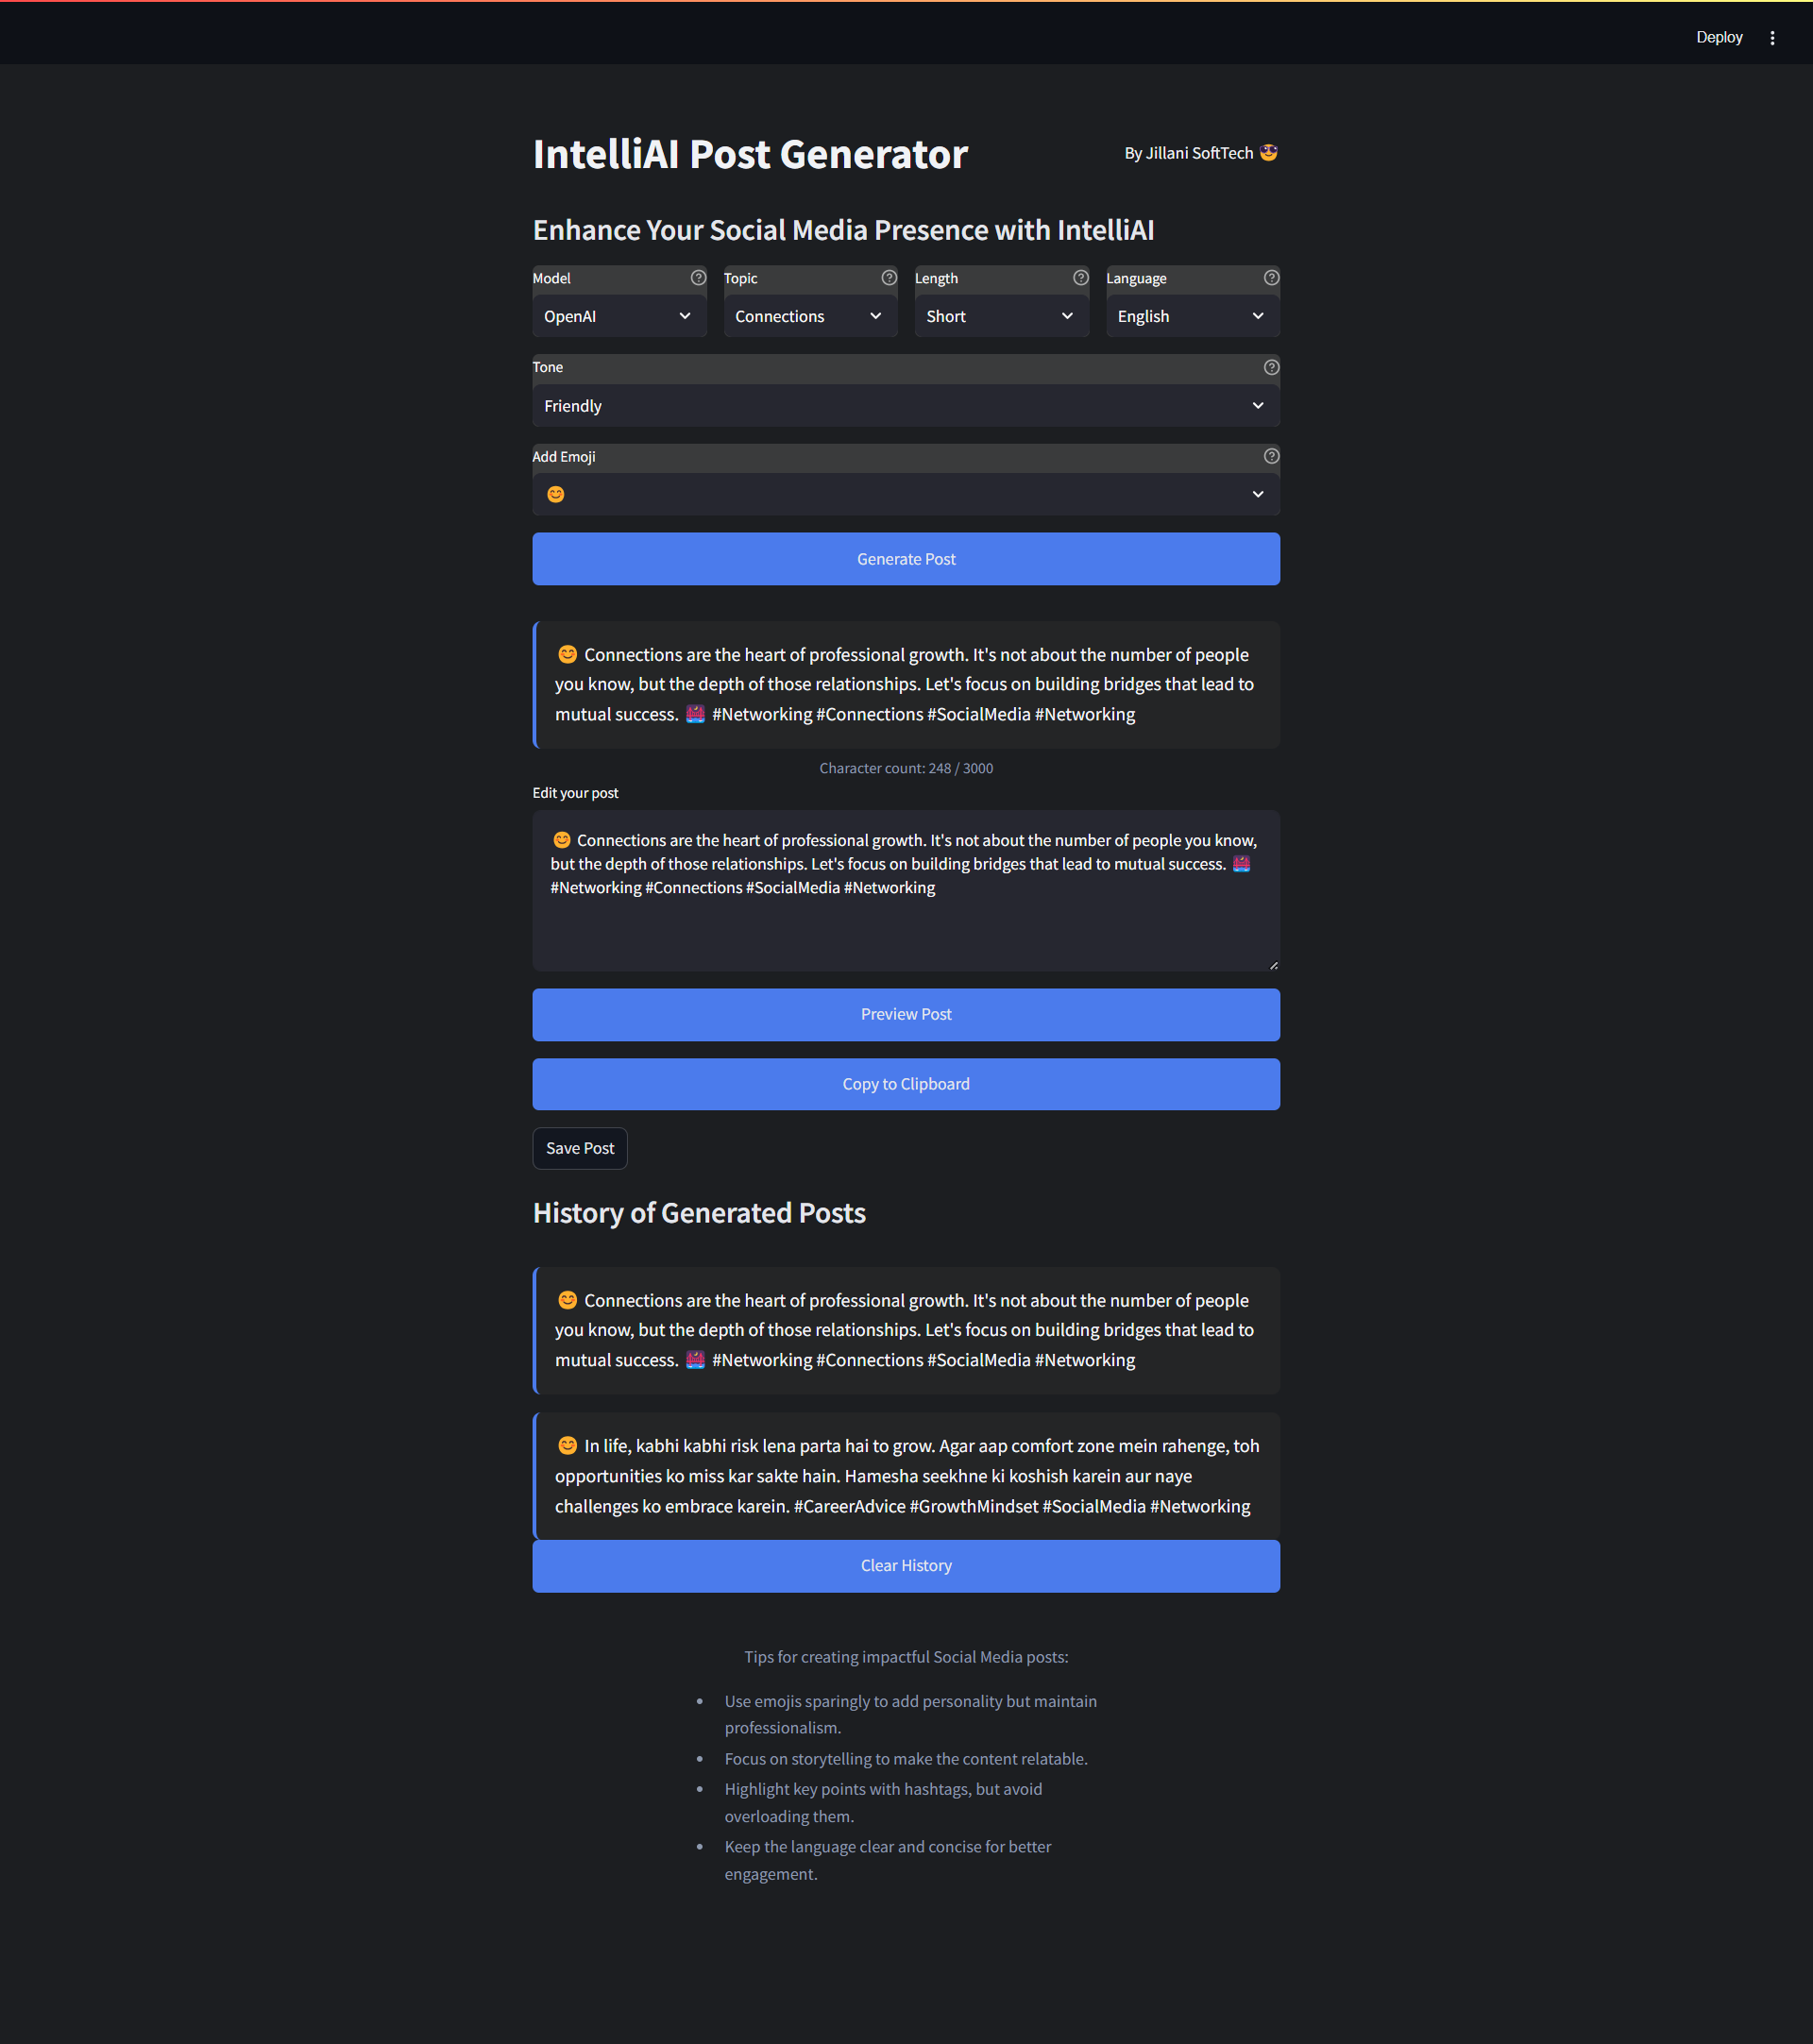 Deploy
IntelliAI Post Generator
By Jillani SoftTech 😎
Enhance Your Social Media Presence with IntelliAI
Model
Topic
Length
Language
OpenAI
Connections
Short
English
Tone
Friendly
Add Emoji
😊
Generate Post
😊 Connections are the heart of professional growth. It's not about the number of people
you know, but the depth of those relationships. Let's focus on building bridges that lead to
mutual success. 🌉 #Networking #Connections #SocialMedia #Networking
Character count: 248 / 3000
Edit your post
😊 Connections are the heart of professional growth. It's not about the number of people you know,
but the depth of those relationships. Let's focus on building bridges that lead to mutual success. 🌉
#Networking #Connections #SocialMedia #Networking
Preview Post
Copy to Clipboard
Save Post
History of Generated Posts
😊 Connections are the heart of professional growth. It's not about the number of people
you know, but the depth of those relationships. Let's focus on building bridges that lead to
mutual success. 🌉 #Networking #Connections #SocialMedia #Networking
😊 In life, kabhi kabhi risk lena parta hai to grow. Agar aap comfort zone mein rahenge, toh
opportunities ko miss kar sakte hain. Hamesha seekhne ki koshish karein aur naye
challenges ko embrace karein. #CareerAdvice #GrowthMindset #SocialMedia #Networking
Clear History
Tips for creating impactful Social Media posts:
• Use emojis sparingly to add personality but maintain
professionalism.
• Focus on storytelling to make the content relatable.
• Highlight key points with hashtags, but avoid
overloading them.
• Keep the language clear and concise for better
engagement.